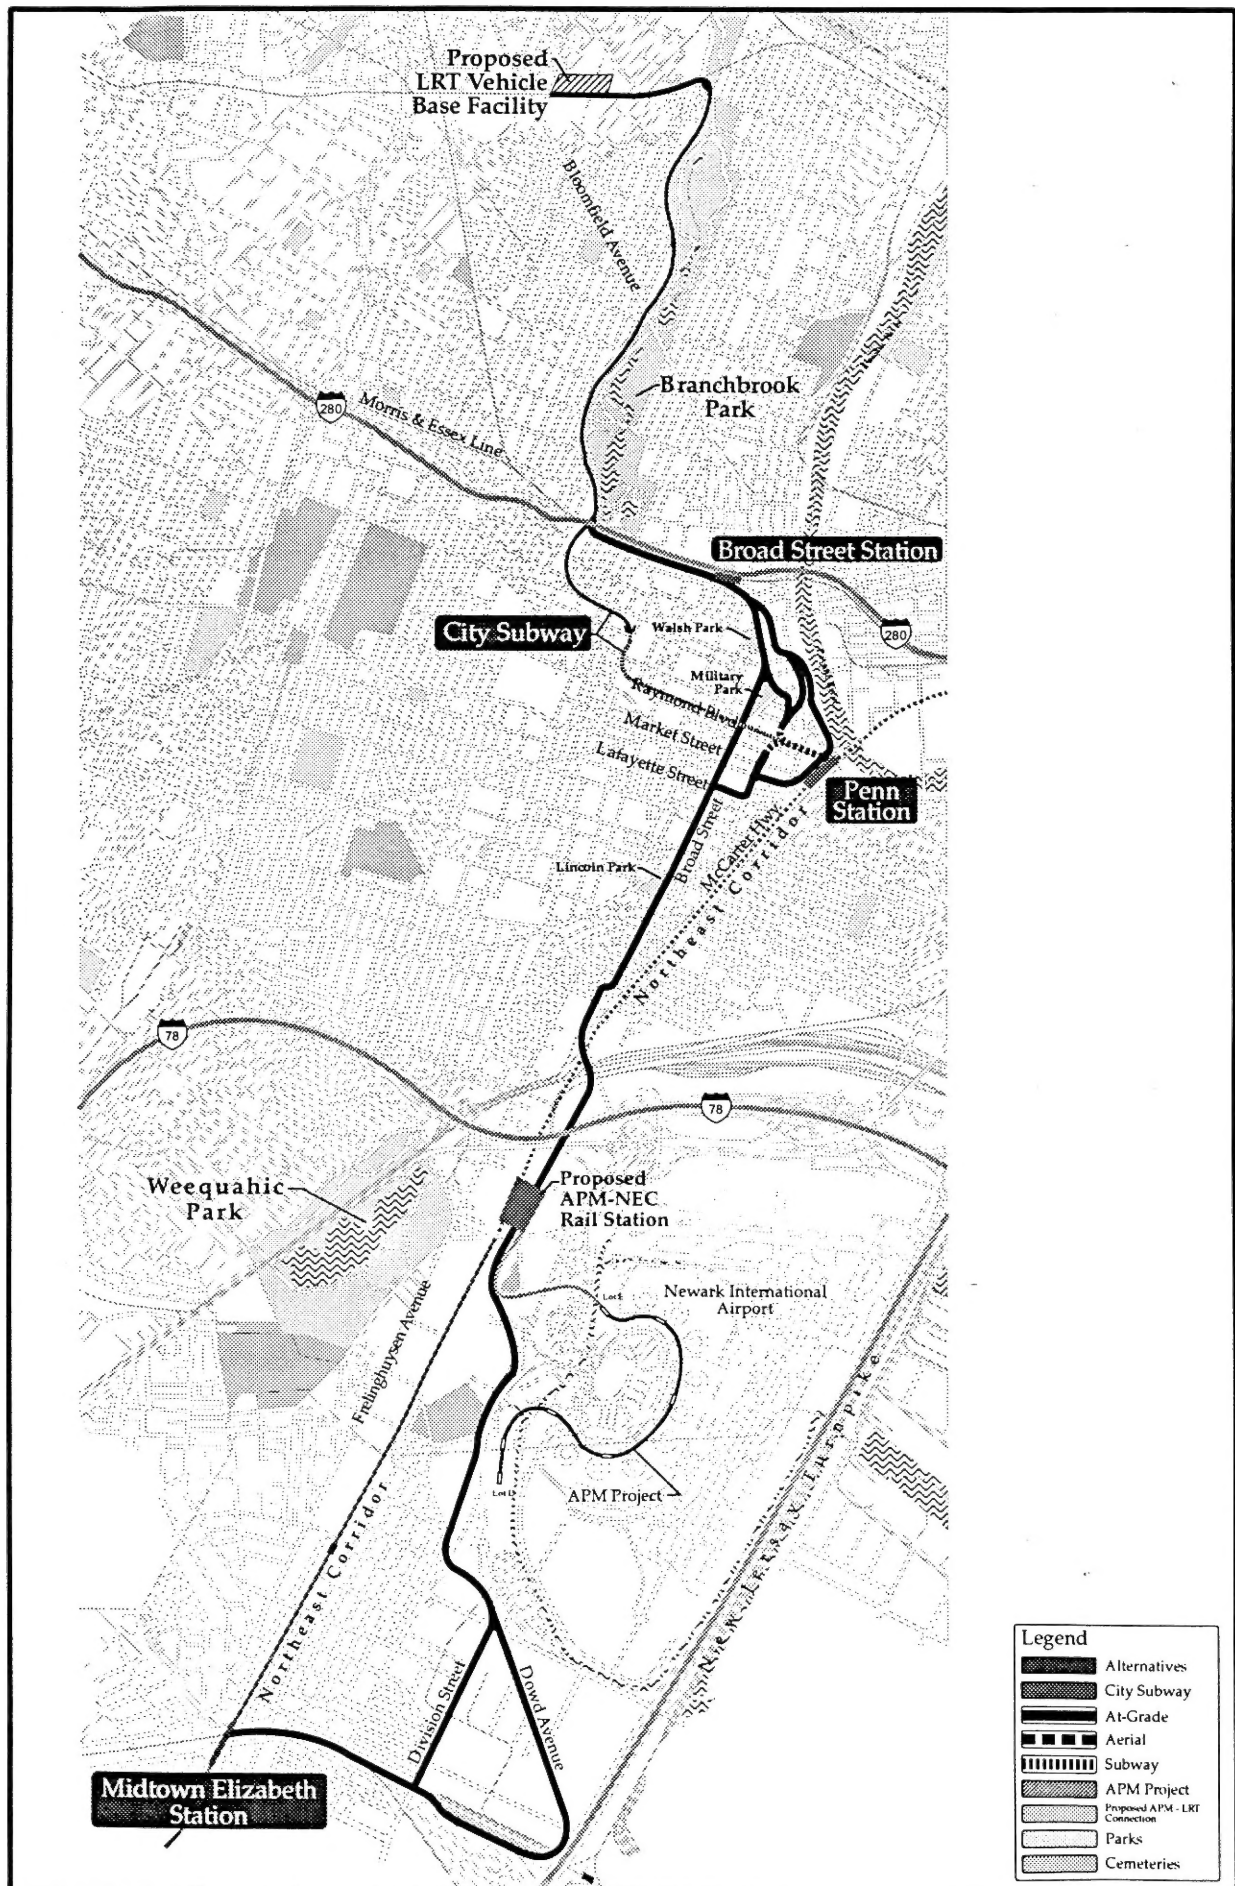 Proposed
LRT Vehicle
Base Facility
Bloomfield Avenue
Branchbrook
Park
280
Morris & Essex Line
Broad Street Station
City Subway
Walsh Park
280
Military
Park
Raymond Blvd
Market Street
Lafayette Street
Penn
Station
Broad Street
McCarter Hwy
Lincoln Park
Northeast Corridor
78
78
Weequahic
Park
Proposed
APM-NEC
Rail Station
Frelinghuysen Avenue
Lot E
Newark International
Airport
Lot D
APM Project
New Jersey Turnpike
Northeast Corridor
Division Street
Dowd Avenue
Midtown Elizabeth
Station
Legend
Alternatives
City Subway
At-Grade
Aerial
Subway
APM Project
Proposed APM - LRT
Connection
Parks
Cemeteries